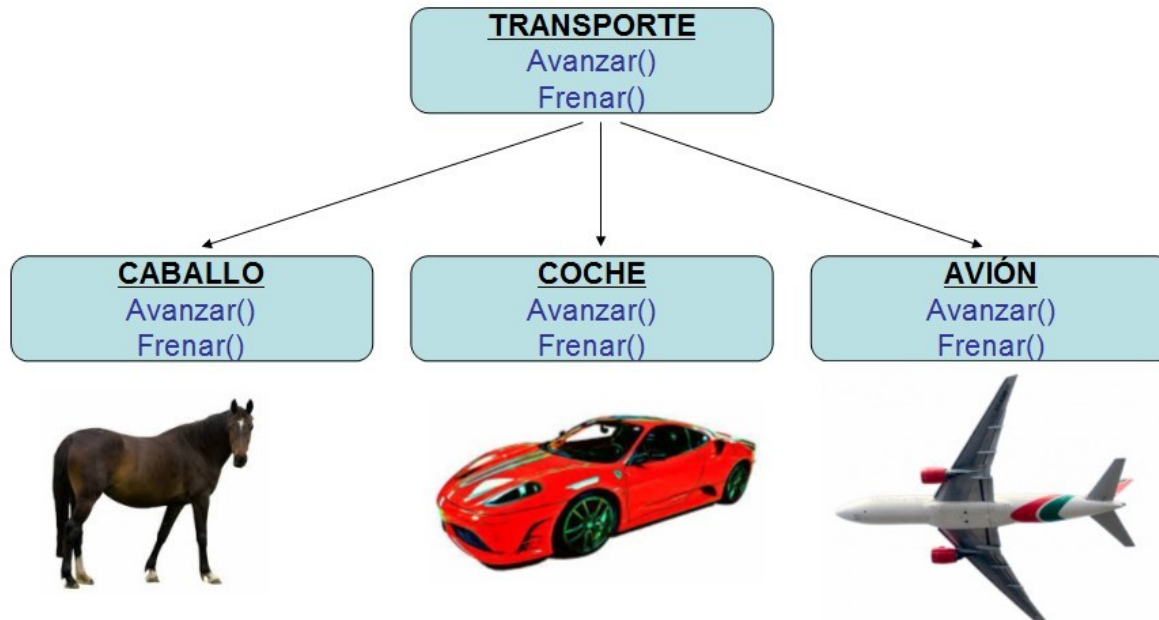 TRANSPORTE
Avanzar()
Frenar()
CABALLO
Avanzar()
Frenar()
COCHE
Avanzar()
Frenar()
AVIÓN
Avanzar()
Frenar()